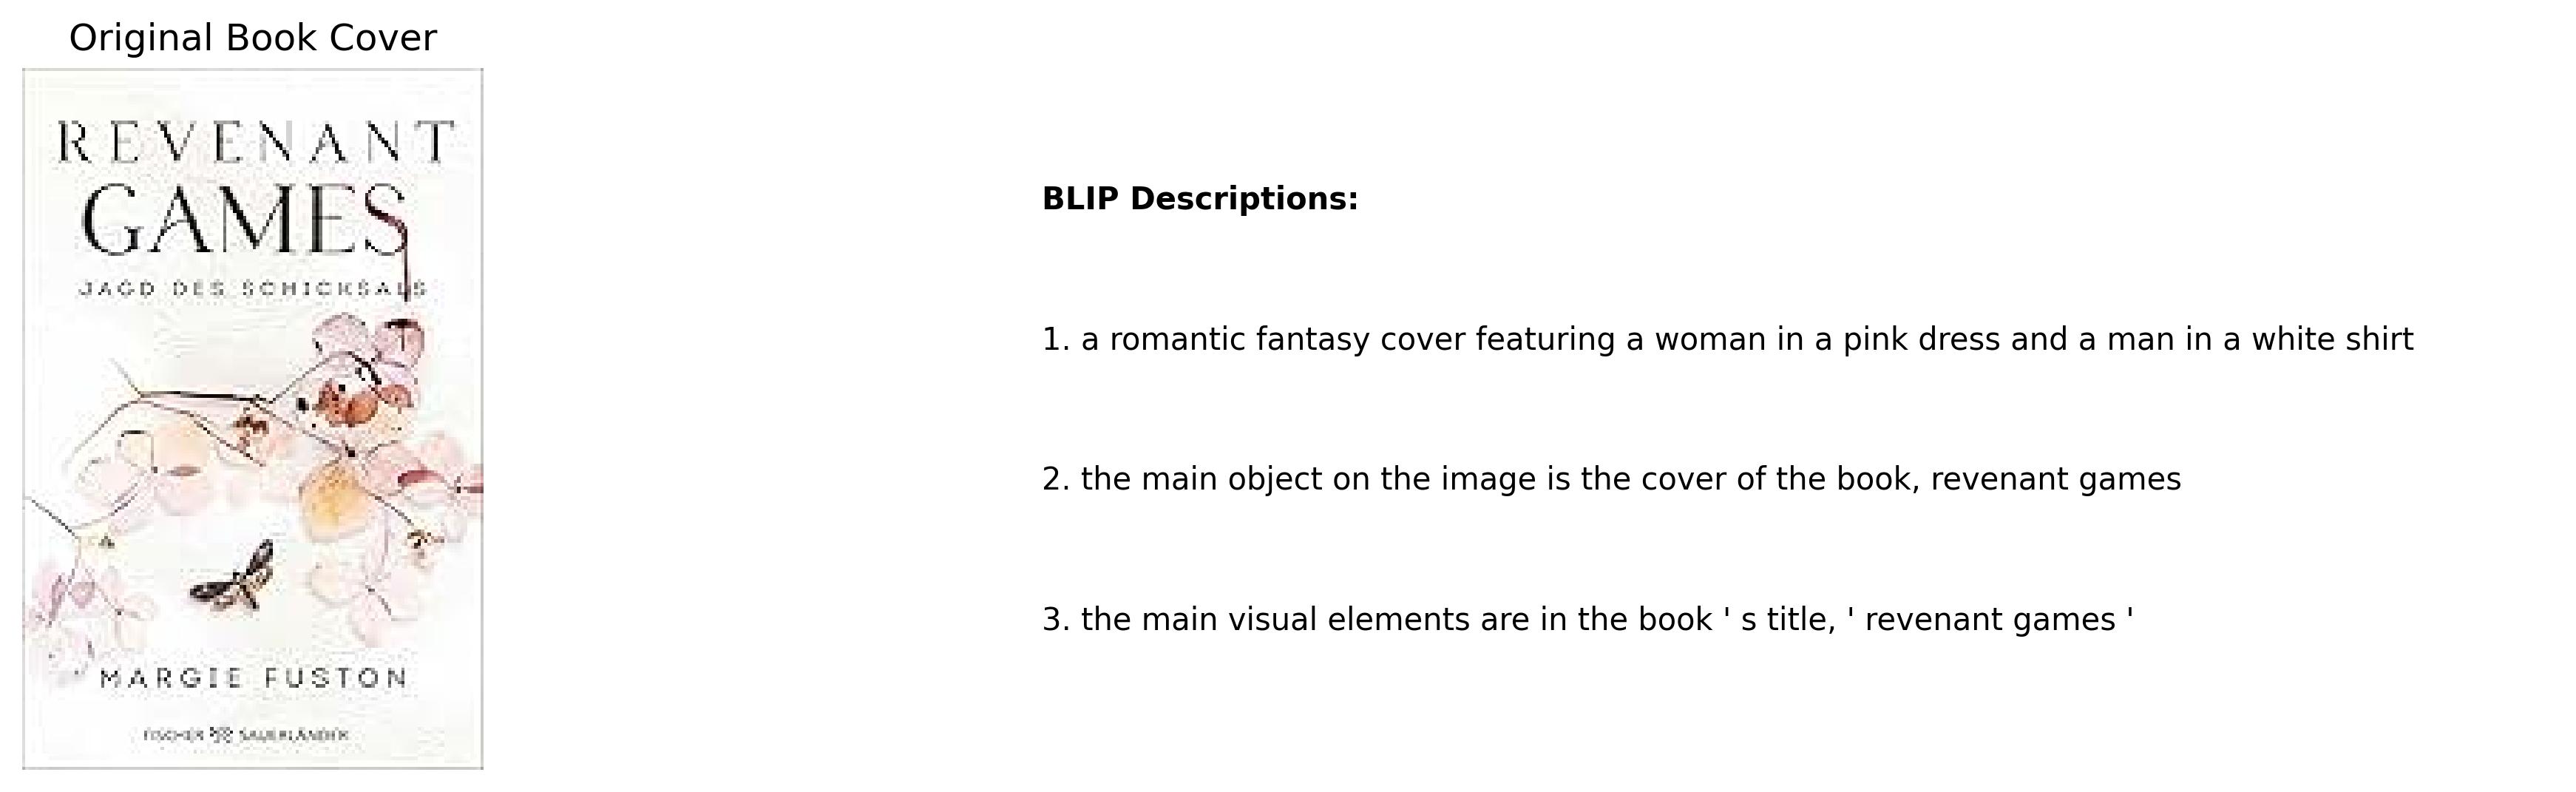 Original Book Cover
REVENANT
GAMES
JAGD DES SCHICKSALS
MARGIE FUSTON
FISCHER SAUERLÄNDER
BLIP Descriptions:
1. a romantic fantasy cover featuring a woman in a pink dress and a man in a white shirt
2. the main object on the image is the cover of the book, revenant games
3. the main visual elements are in the book ' s title, ' revenant games '